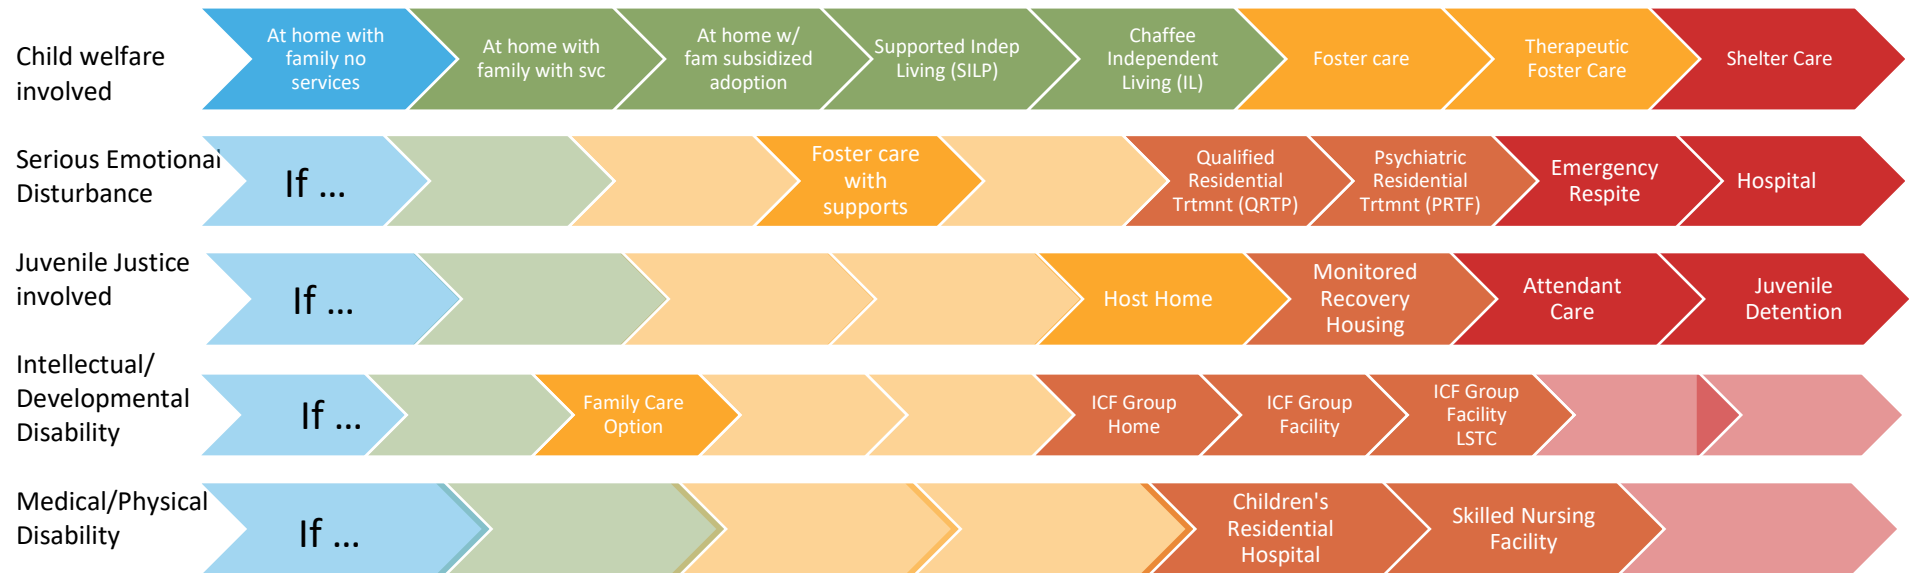 Child welfare
involved
At home with
family no
services
At home with
family with svc
At home w/
fam subsidized
adoption
Supported Indep
Living (SILP)
Chaffee
Independent
Living (IL)
Foster care
Therapeutic
Foster Care
Shelter Care
Serious Emotional
Disturbance
If ...
Foster care
with
supports
Qualified
Residential
Trtmnt (QRTP)
Psychiatric
Residential
Trtmnt (PRTF)
Emergency
Respite
Hospital
Juvenile Justice
involved
If ...
Host Home
Monitored
Recovery
Housing
Attendant
Care
Juvenile
Detention
Intellectual/
Developmental
Disability
If ...
Family Care
Option
ICF Group
Home
ICF Group
Facility
ICF Group
Facility
LSTC
Medical/Physical
Disability
If ...
Children's
Residential
Hospital
Skilled Nursing
Facility